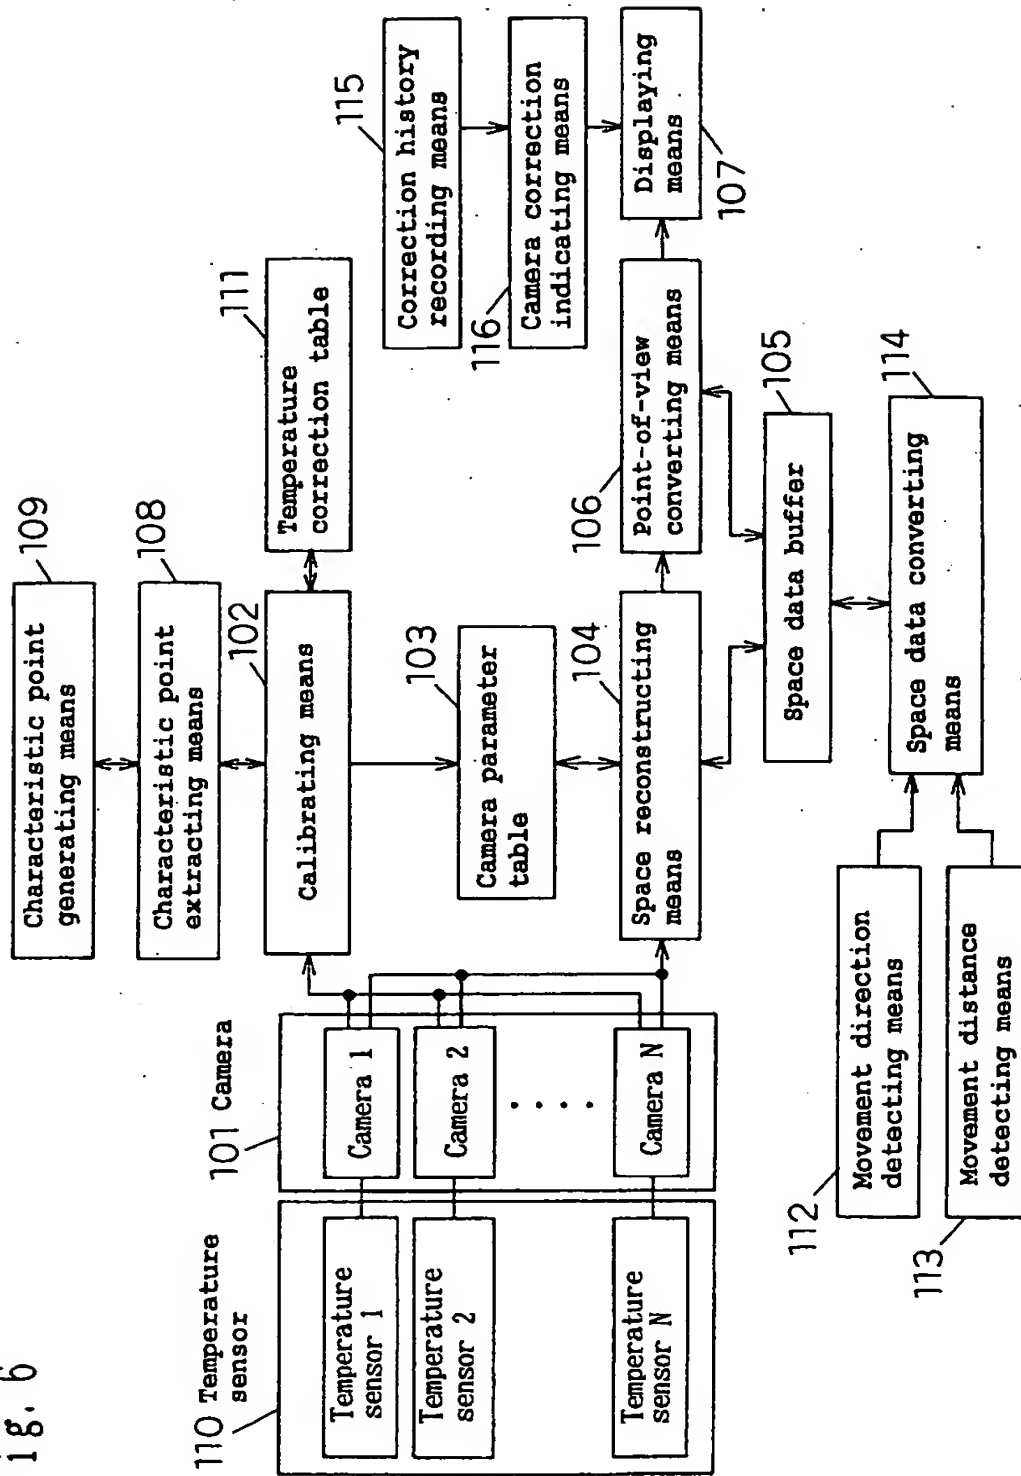 ig. 6
109
Characteristic point
generating means
108
Characteristic point
extracting means
102
Calibrating means
111
Temperature
correction table
115
Correction history
recording means
116
Camera correction
indicating means
103
Camera parameter
table
110 Temperature
sensor
Temperature
sensor 1
Temperature
sensor 2
Temperature
sensor N
101 Camera
Camera 1
Camera 2
. . . .
Camera N
104
Space reconstructing
means
106
Point-of-view
converting means
Displaying
means
107
105
Space data buffer
114
Space data converting
means
112
Movement direction
detecting means
113
Movement distance
detecting means